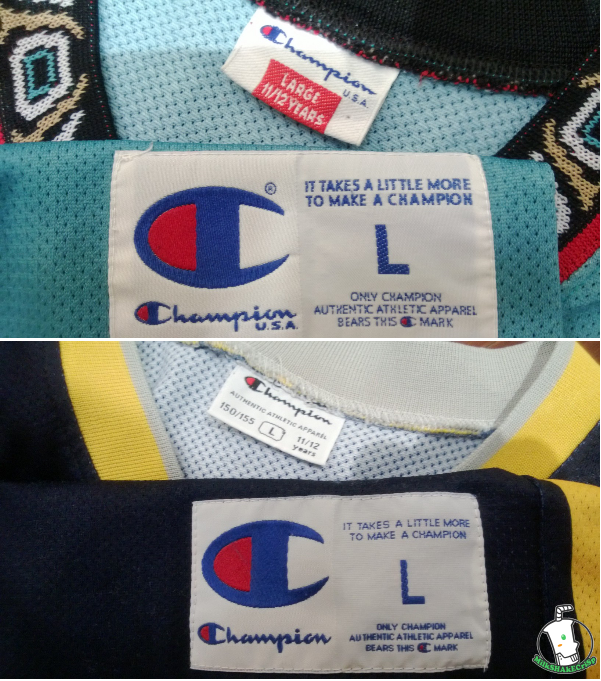 Champion
U.S.A.
LARGE
11/12 YEARS
®
IT TAKES A LITTLE MORE
TO MAKE A CHAMPION
L
Champion
U.S.A.
ONLY CHAMPION
AUTHENTIC ATHLETIC APPAREL
BEARS THIS C MARK
Champion
AUTHENTIC ATHLETIC APPAREL
150/155 L 11/12
years
IT TAKES A LITTLE MORE
TO MAKE A CHAMPION
L
Champion
ONLY CHAMPION
AUTHENTIC ATHLETIC APPAREL
BEARS THIS C MARK
MilkshakeCrisp